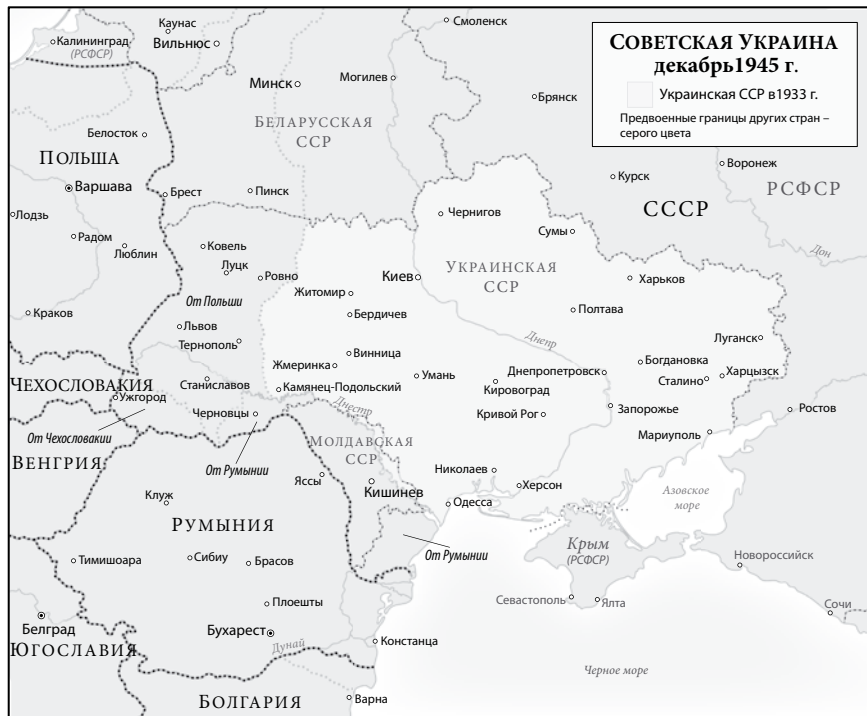 СОВЕТСКАЯ УКРАИНА
декабрь1945 г.
Украинская ССР в1933 г.
Предвоенные границы других стран –
серого цвета
Каунас
Вильнюс
Калининград
(РСФСР)
Смоленск
Минск
Могилев
Брянск
БЕЛАРУССКАЯ
ССР
Белосток
ПОЛЬША
Варшава
Брест
Пинск
Курск
Воронеж
РСФСР
СССР
Лодзь
Радом
Люблин
Ковель
Луцк
Ровно
Чернигов
Сумы
Дон
Киев
УКРАИНСКАЯ
ССР
Харьков
От Польши
Житомир
Полтава
Краков
Львов
Бердичев
Днепр
Тернополь
Луганск
Винница
Жмеринка
Богдановка
ЧЕХОСЛОВАКИЯ
Ужгород
Станиславов
Камянец-Подольский
Умань
Днепропетровск
Кировоград
Сталино
Харцызск
Черновцы
Днестр
Кривой Рог
Запорожье
Ростов
От Чехословакии
МОЛДАВСКАЯ
ССР
Мариуполь
ВЕНГРИЯ
От Румынии
Яссы
Кишинев
Николаев
Херсон
Одесса
Азовское
море
Клуж
РУМЫНИЯ
От Румынии
Крым
(РСФСР)
Тимишоара
Сибиу
Брасов
Новороссийск
Плоешты
Севастополь
Ялта
Сочи
Белград
Бухарест
Дунай
Констанца
ЮГОСЛАВИЯ
Черное море
БОЛГАРИЯ
Варна